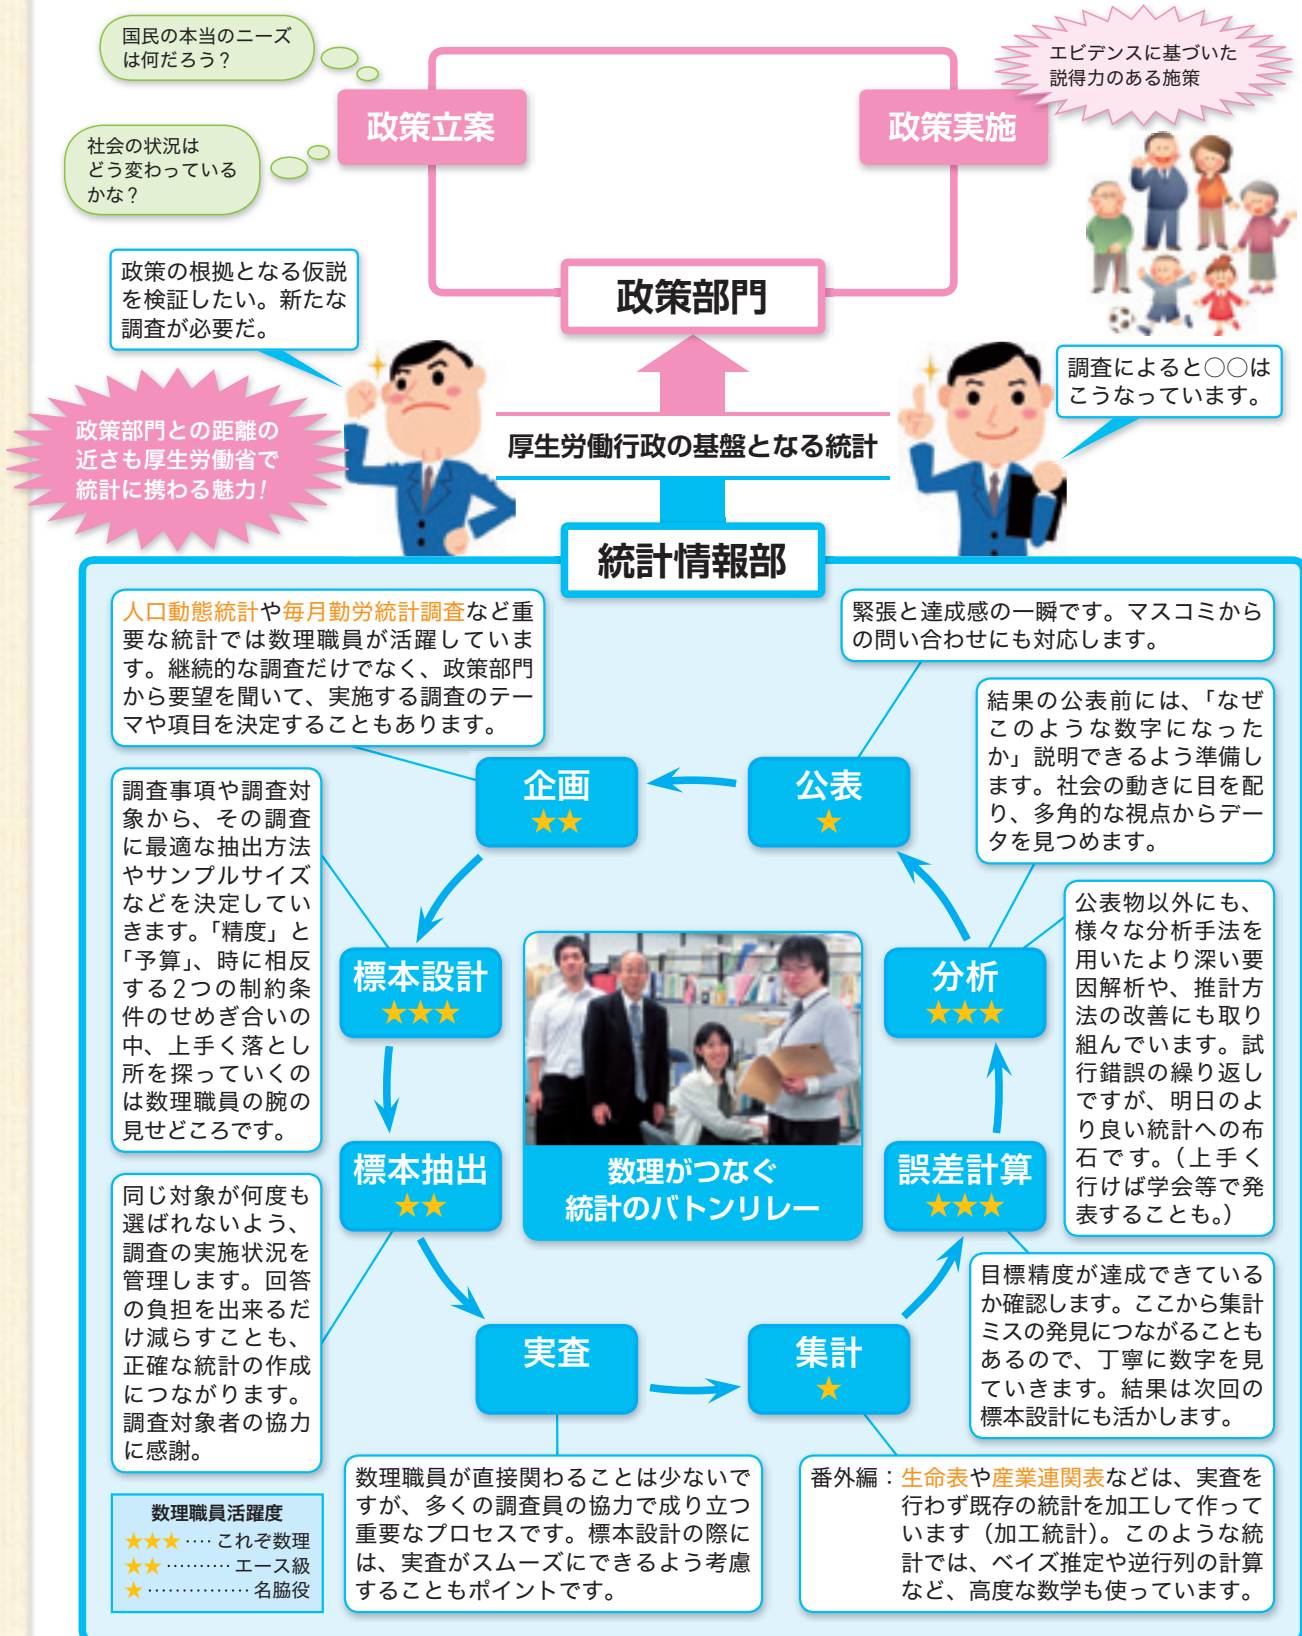 国民の本当のニーズ
は何だろう？
社会の状況は
どう変わっている
かな？
政策立案
政策実施
エビデンスに基づいた
説得力のある施策
政策の根拠となる仮説
を検証したい。新たな
調査が必要だ。
政策部門
調査によると○○は
こうなっています。
政策部門との距離の
近さも厚生労働省で
統計に携わる魅力!
厚生労働行政の基盤となる統計
統計情報部
人口動態統計や毎月勤労統計調査など重
要な統計では数理職員が活躍していま
す。継続的な調査だけでなく、政策部門
から要望を聞いて、実施する調査のテー
マや項目を決定することもあります。
緊張と達成感の一瞬です。マスコミから
の問い合わせにも対応します。
結果の公表前には、「なぜ
このような数字になった
か」説明できるよう準備し
ます。社会の動きに目を配
り、多角的な視点からデー
タを見つめます。
企画
★★
公表
★
調査事項や調査対
象から、その調査
に最適な抽出方法
やサンプルサイズ
などを決定してい
きます。「精度」と
「予算」、時に相反
する2つの制約条
件のせめぎ合いの
中、上手く落とし
所を探っていくの
は数理職員の腕の
見せどころです。
標本設計
★★★
分析
★★★
公表物以外にも、
様々な分析手法を
用いたより深い要
因解析や、推計方
法の改善にも取り
組んでいます。試
行錯誤の繰り返し
ですが、明日のよ
り良い統計への布
石です。（上手く
行けば学会等で発
表することも。）
標本抽出
★★
数理がつなぐ
統計のバトンリレー
誤差計算
★★★
同じ対象が何度も
選ばれないよう、
調査の実施状況を
管理します。回答
の負担を出来るだ
け減らすことも、
正確な統計の作成
につながります。
調査対象者の協力
に感謝。
目標精度が達成できている
か確認します。ここから集計
ミスの発見につながることも
あるので、丁寧に数字を見
ていきます。結果は次回の
標本設計にも活かします。
実査
集計
★
数理職員が直接関わることは少ないで
すが、多くの調査員の協力で成り立つ
重要なプロセスです。標本設計の際に
は、実査がスムーズにできるよう考慮
することもポイントです。
番外編：生命表や産業連関表などは、実査を
行わず既存の統計を加工して作って
います（加工統計）。このような統
計では、ベイズ推定や逆行列の計算
など、高度な数学も使っています。
数理職員活躍度
★★★ ‥‥ これぞ数理
★★ ‥‥‥‥‥ エース級
★ ‥‥‥‥‥‥‥ 名脇役